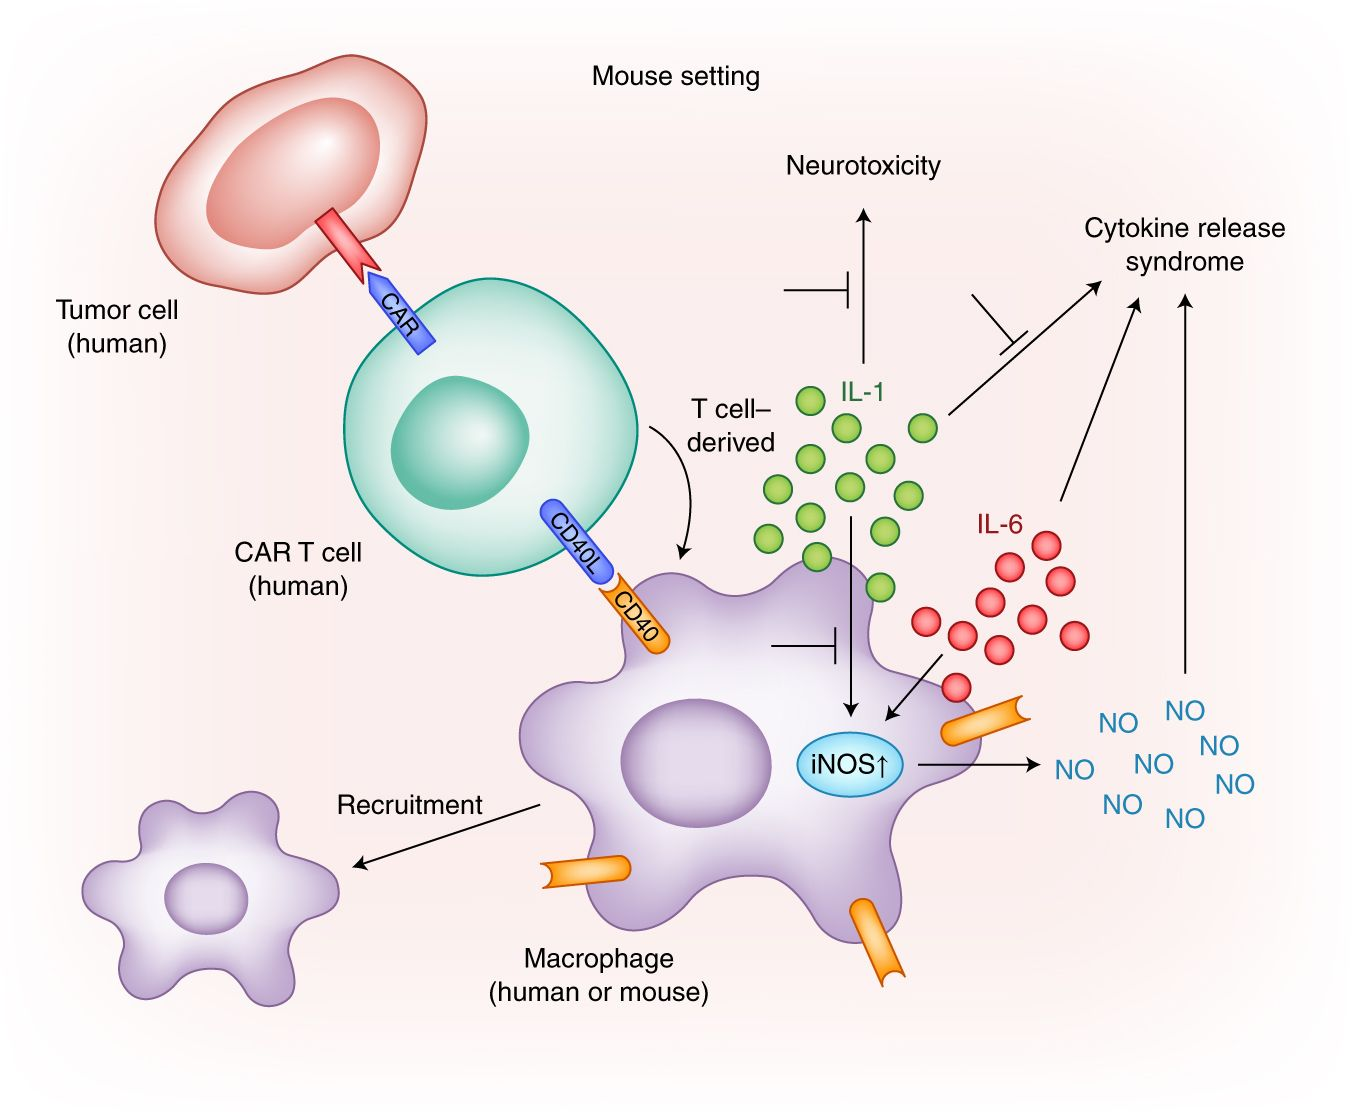 Mouse setting
Neurotoxicity
Cytokine release
syndrome
Tumor cell
(human)
CAR
T cell–
derived
IL-1
IL-6
CAR T cell
(human)
CD40L
CD40
iNOS↑
NO
NO
NO
NO
NO
NO
NO
NO
Recruitment
Macrophage
(human or mouse)